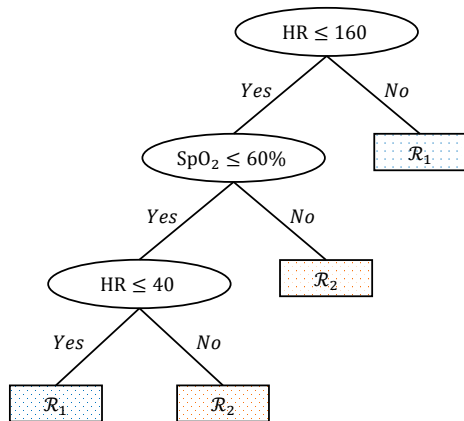 HR ≤ 160
Yes
No
SpO₂ ≤ 60%
ℛ₁
Yes
No
HR ≤ 40
ℛ₂
Yes
No
ℛ₁
ℛ₂